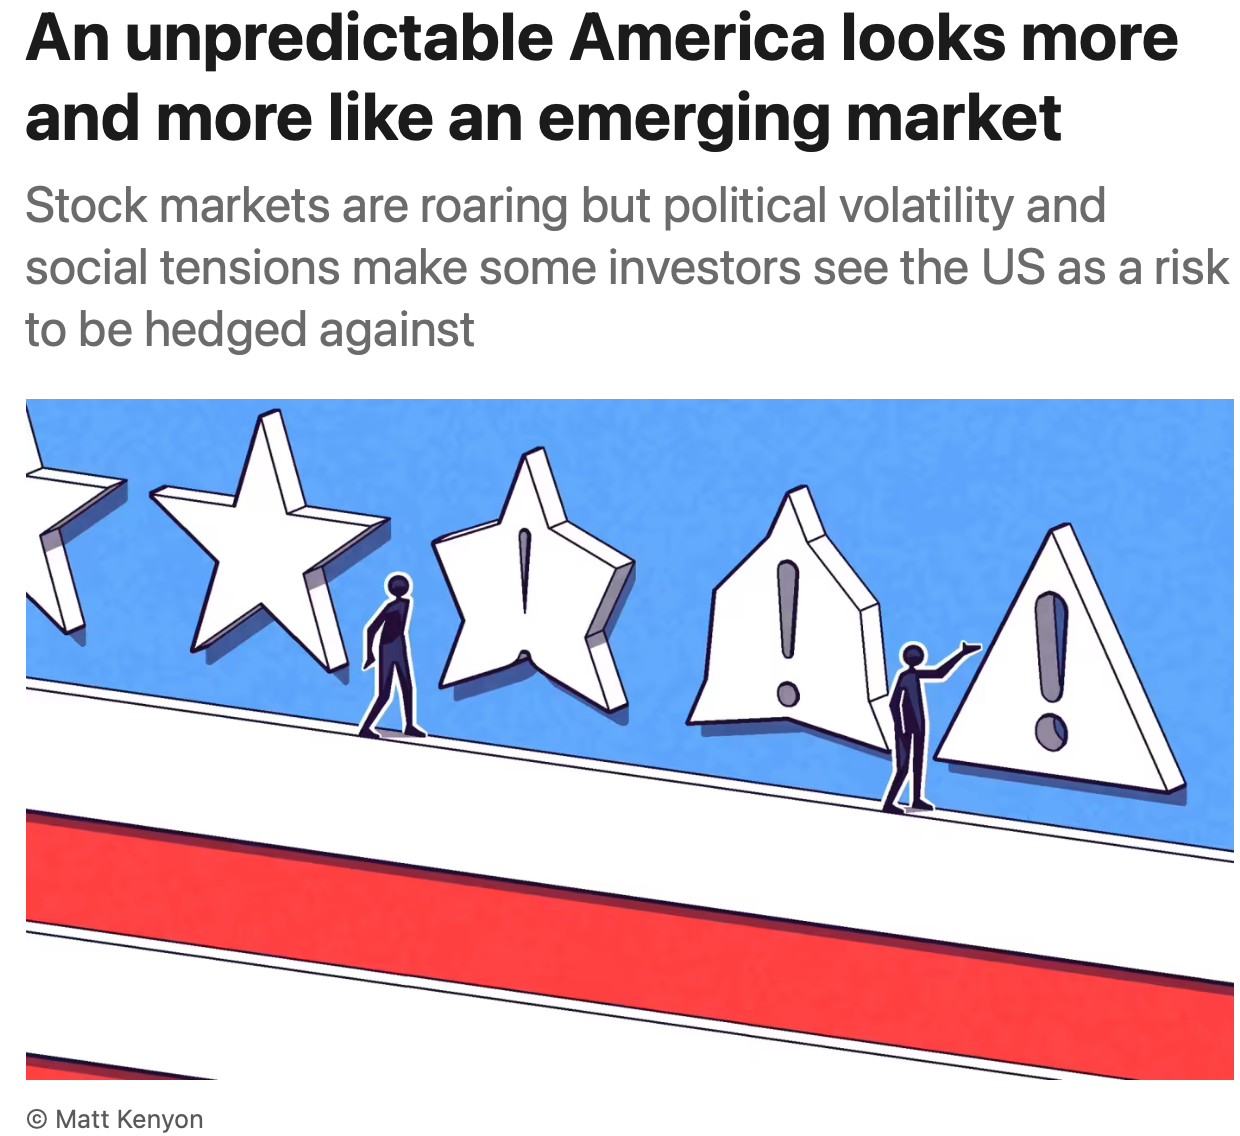 An unpredictable America looks more
and more like an emerging market
Stock markets are roaring but political volatility and
social tensions make some investors see the US as a risk
to be hedged against
!
!
!
© Matt Kenyon